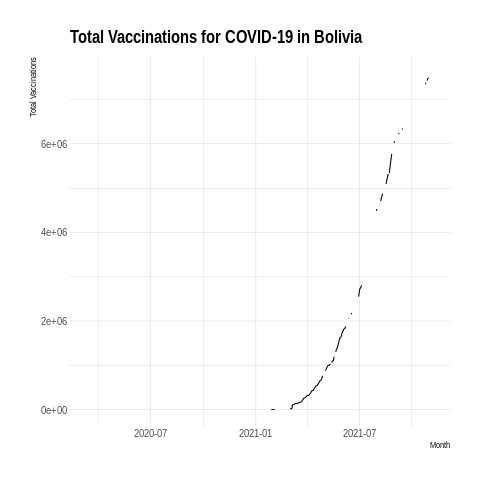 Total Vaccinations for COVID-19 in Bolivia
Total Vaccinations
6e+06
4e+06
2e+06
0e+00
2020-07
2021-01
2021-07
Month